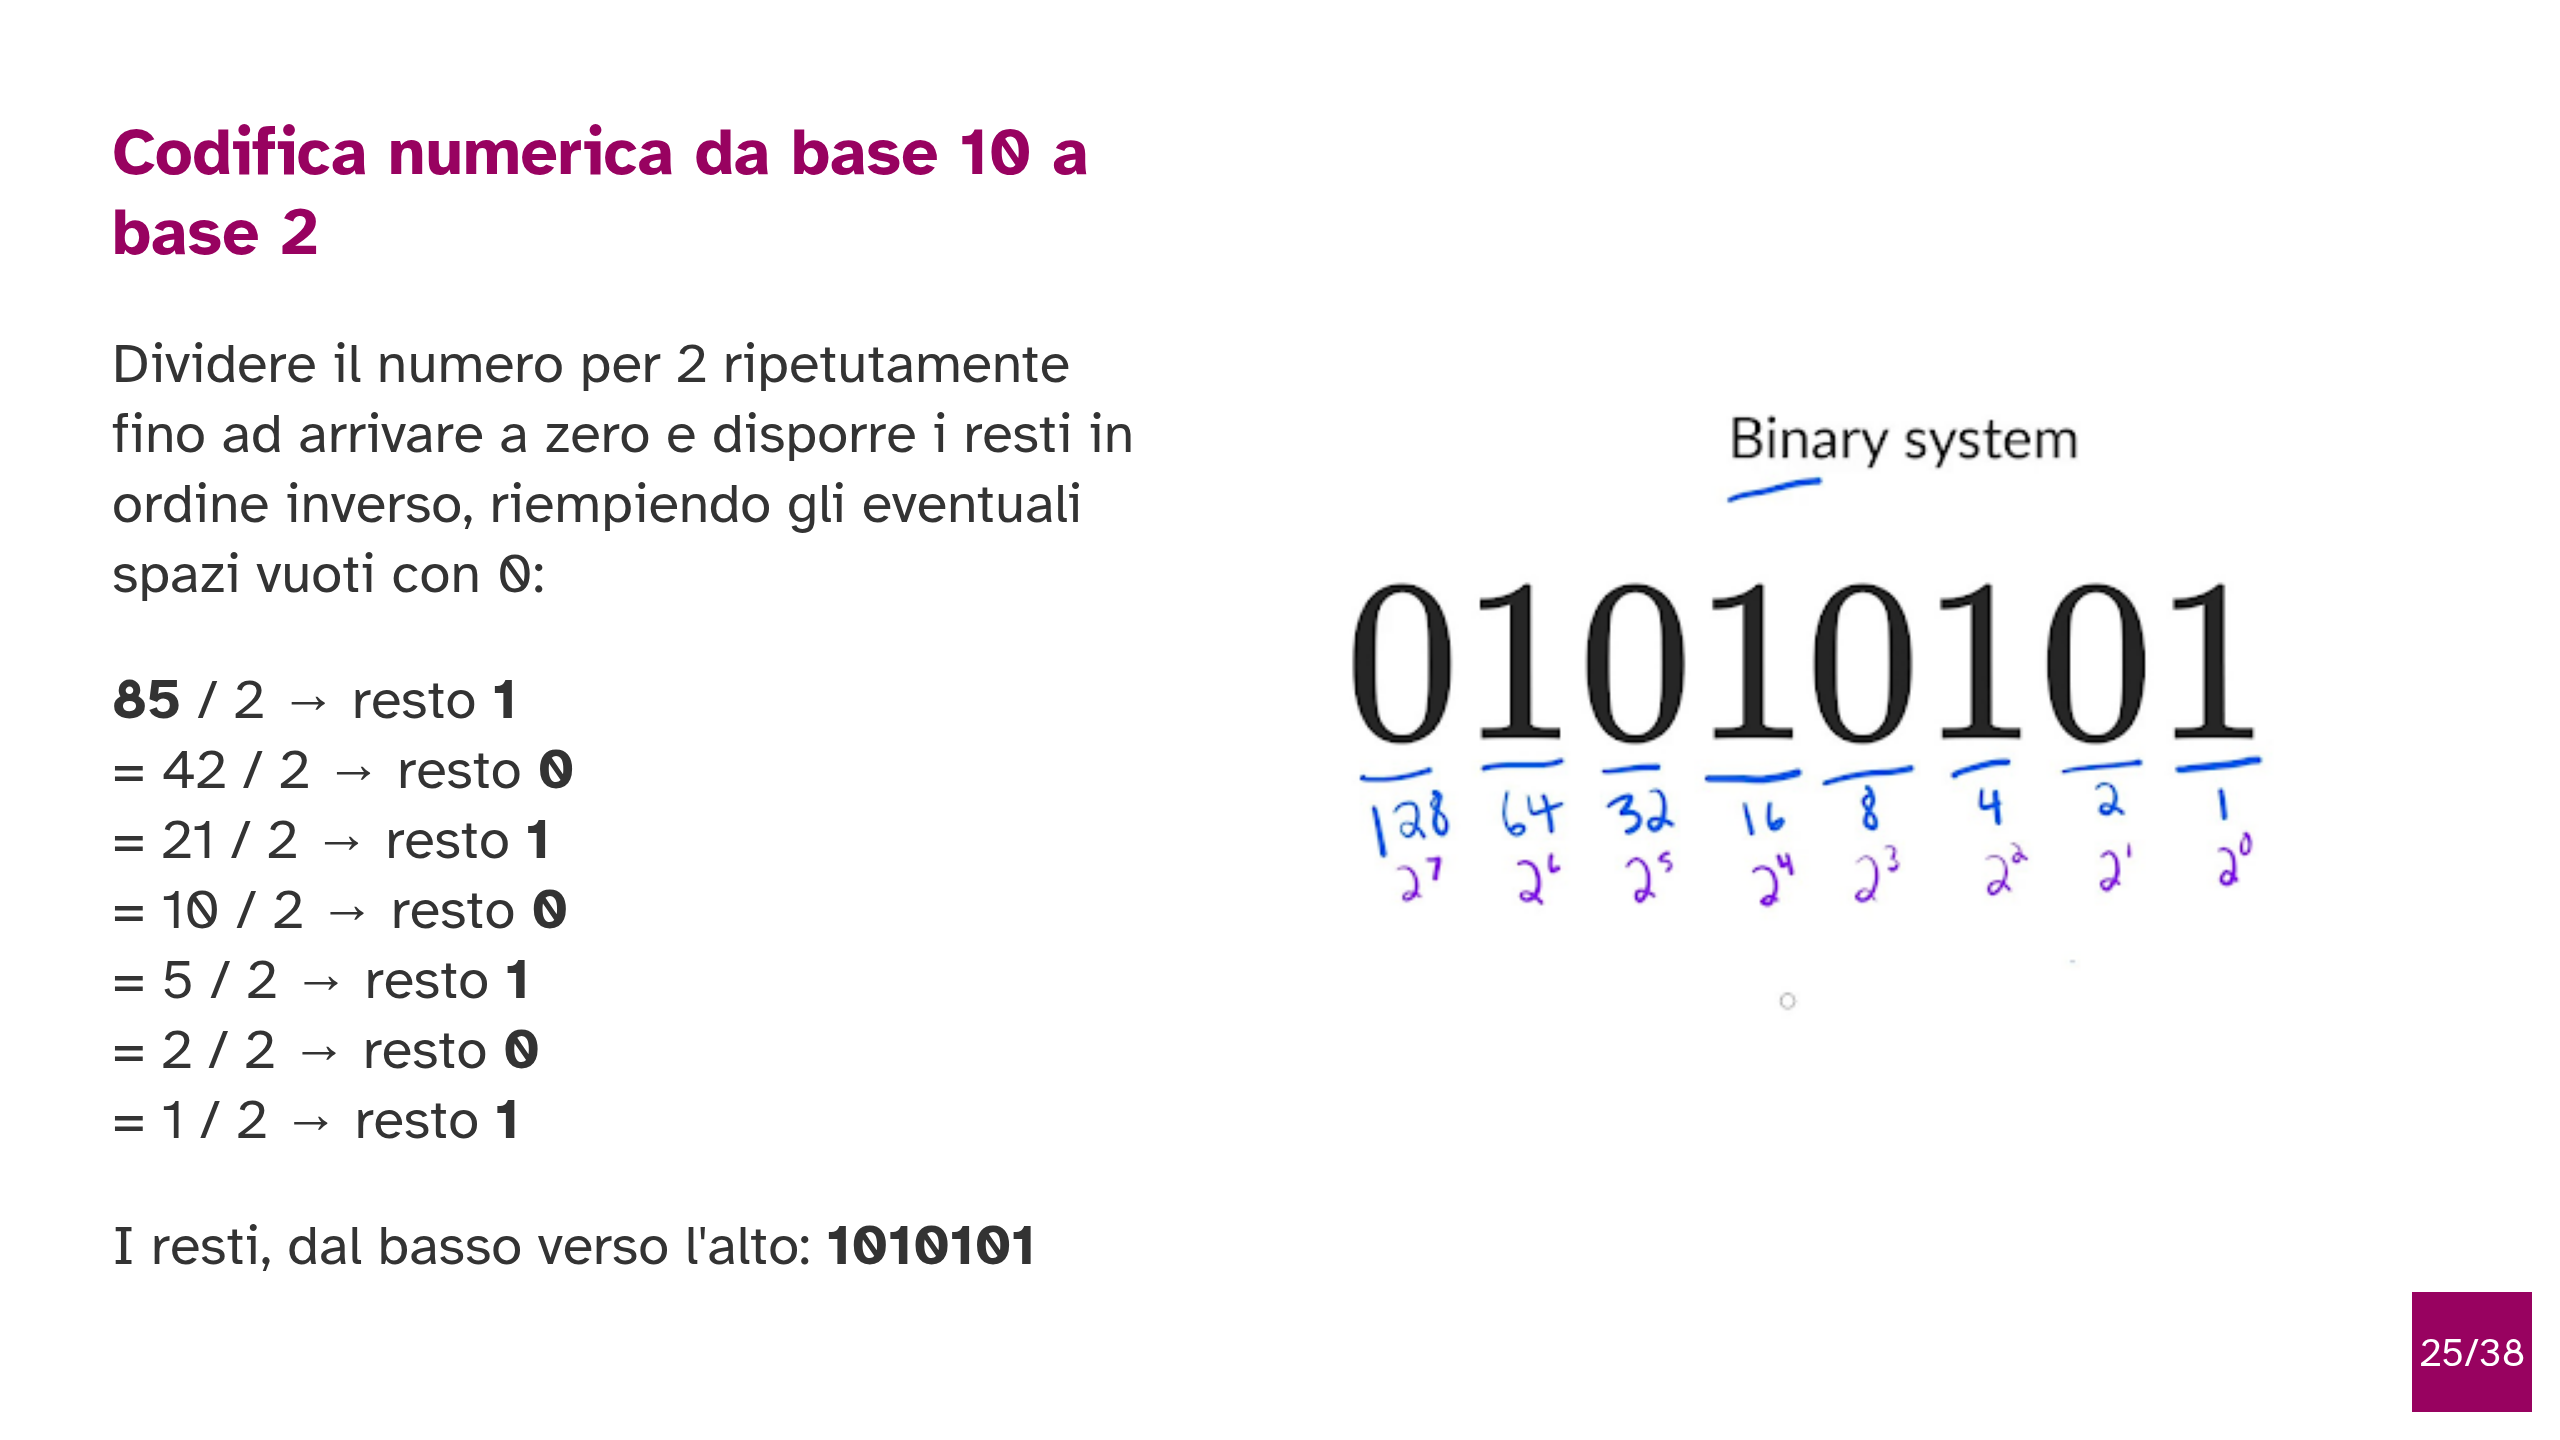 Codifica numerica da base 10 a
base 2
Dividere il numero per 2 ripetutamente
fino ad arrivare a zero e disporre i resti in
ordine inverso, riempiendo gli eventuali
spazi vuoti con 0:
85 / 2 → resto 1
= 42 / 2 → resto 0
= 21 / 2 → resto 1
= 10 / 2 → resto 0
= 5 / 2 → resto 1
= 2 / 2 → resto 0
= 1 / 2 → resto 1
I resti, dal basso verso l'alto: 1010101
Binary system
01010101
128 64 32 16 8 4 2 1
2⁷ 2⁶ 2⁵ 2⁴ 2³ 2² 2¹ 2⁰
25/38